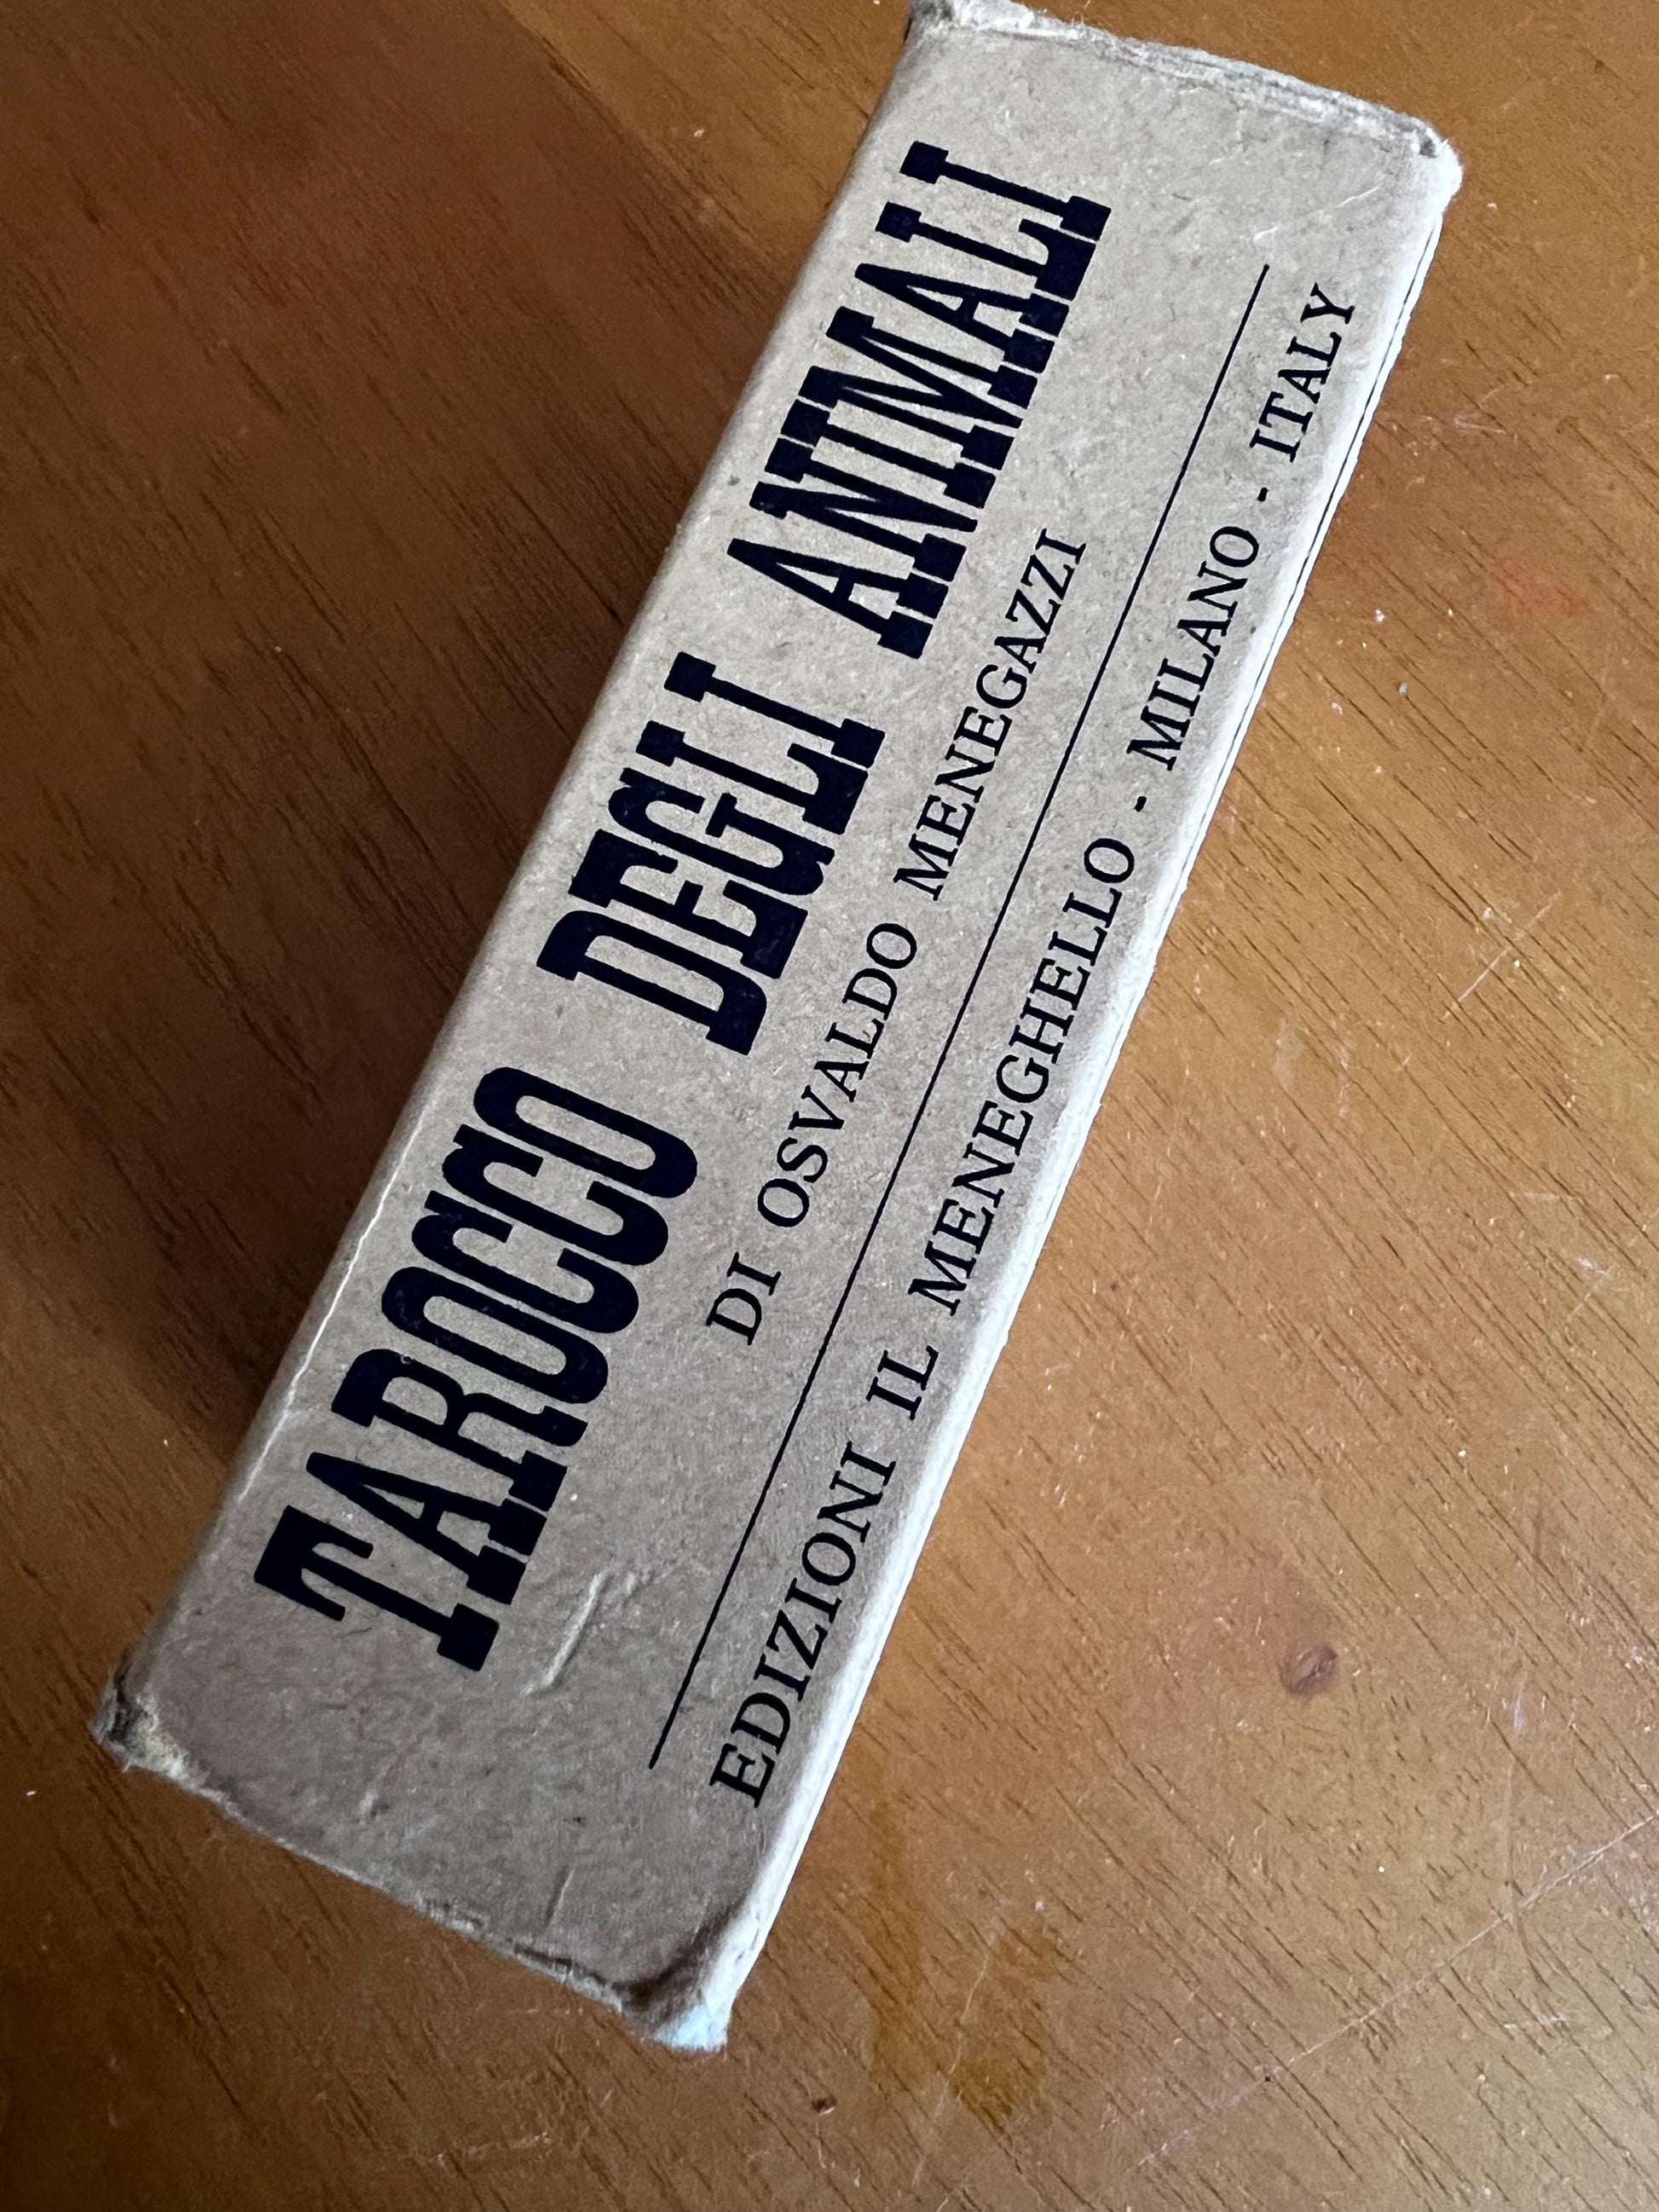 TAROCCO DEGLI ANIMALI
DI OSVALDO MENEGAZZI
EDIZIONI IL MENEGHELLO - MILANO - ITALY